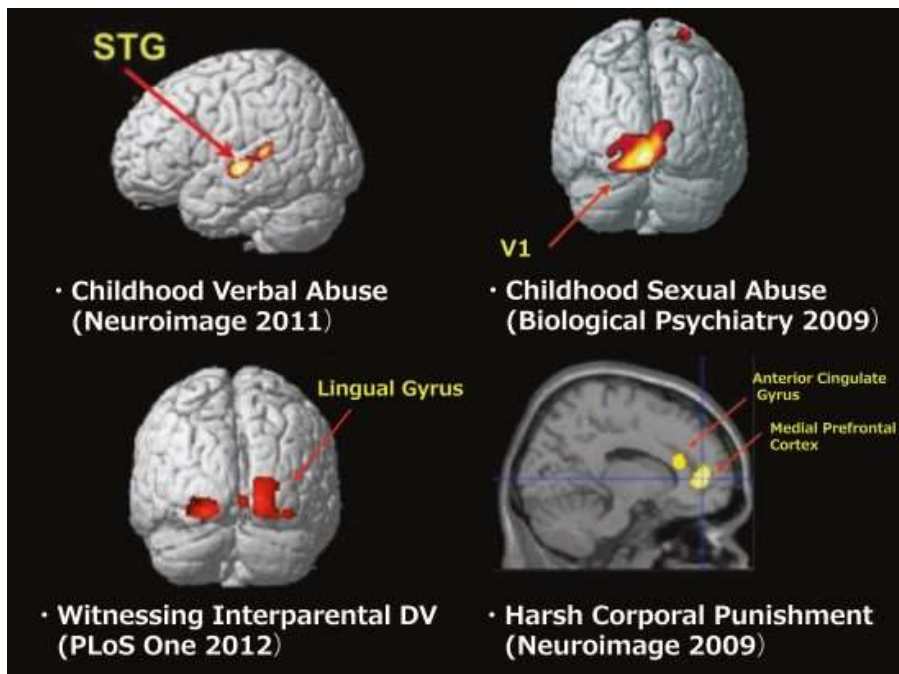 STG
・Childhood Verbal Abuse
(Neuroimage 2011）
V1
・Childhood Sexual Abuse
(Biological Psychiatry 2009）
Lingual Gyrus
・Witnessing Interparental DV
(PLoS One 2012）
Anterior Cingulate
Gyrus
Medial Prefrontal
Cortex
・Harsh Corporal Punishment
(Neuroimage 2009）